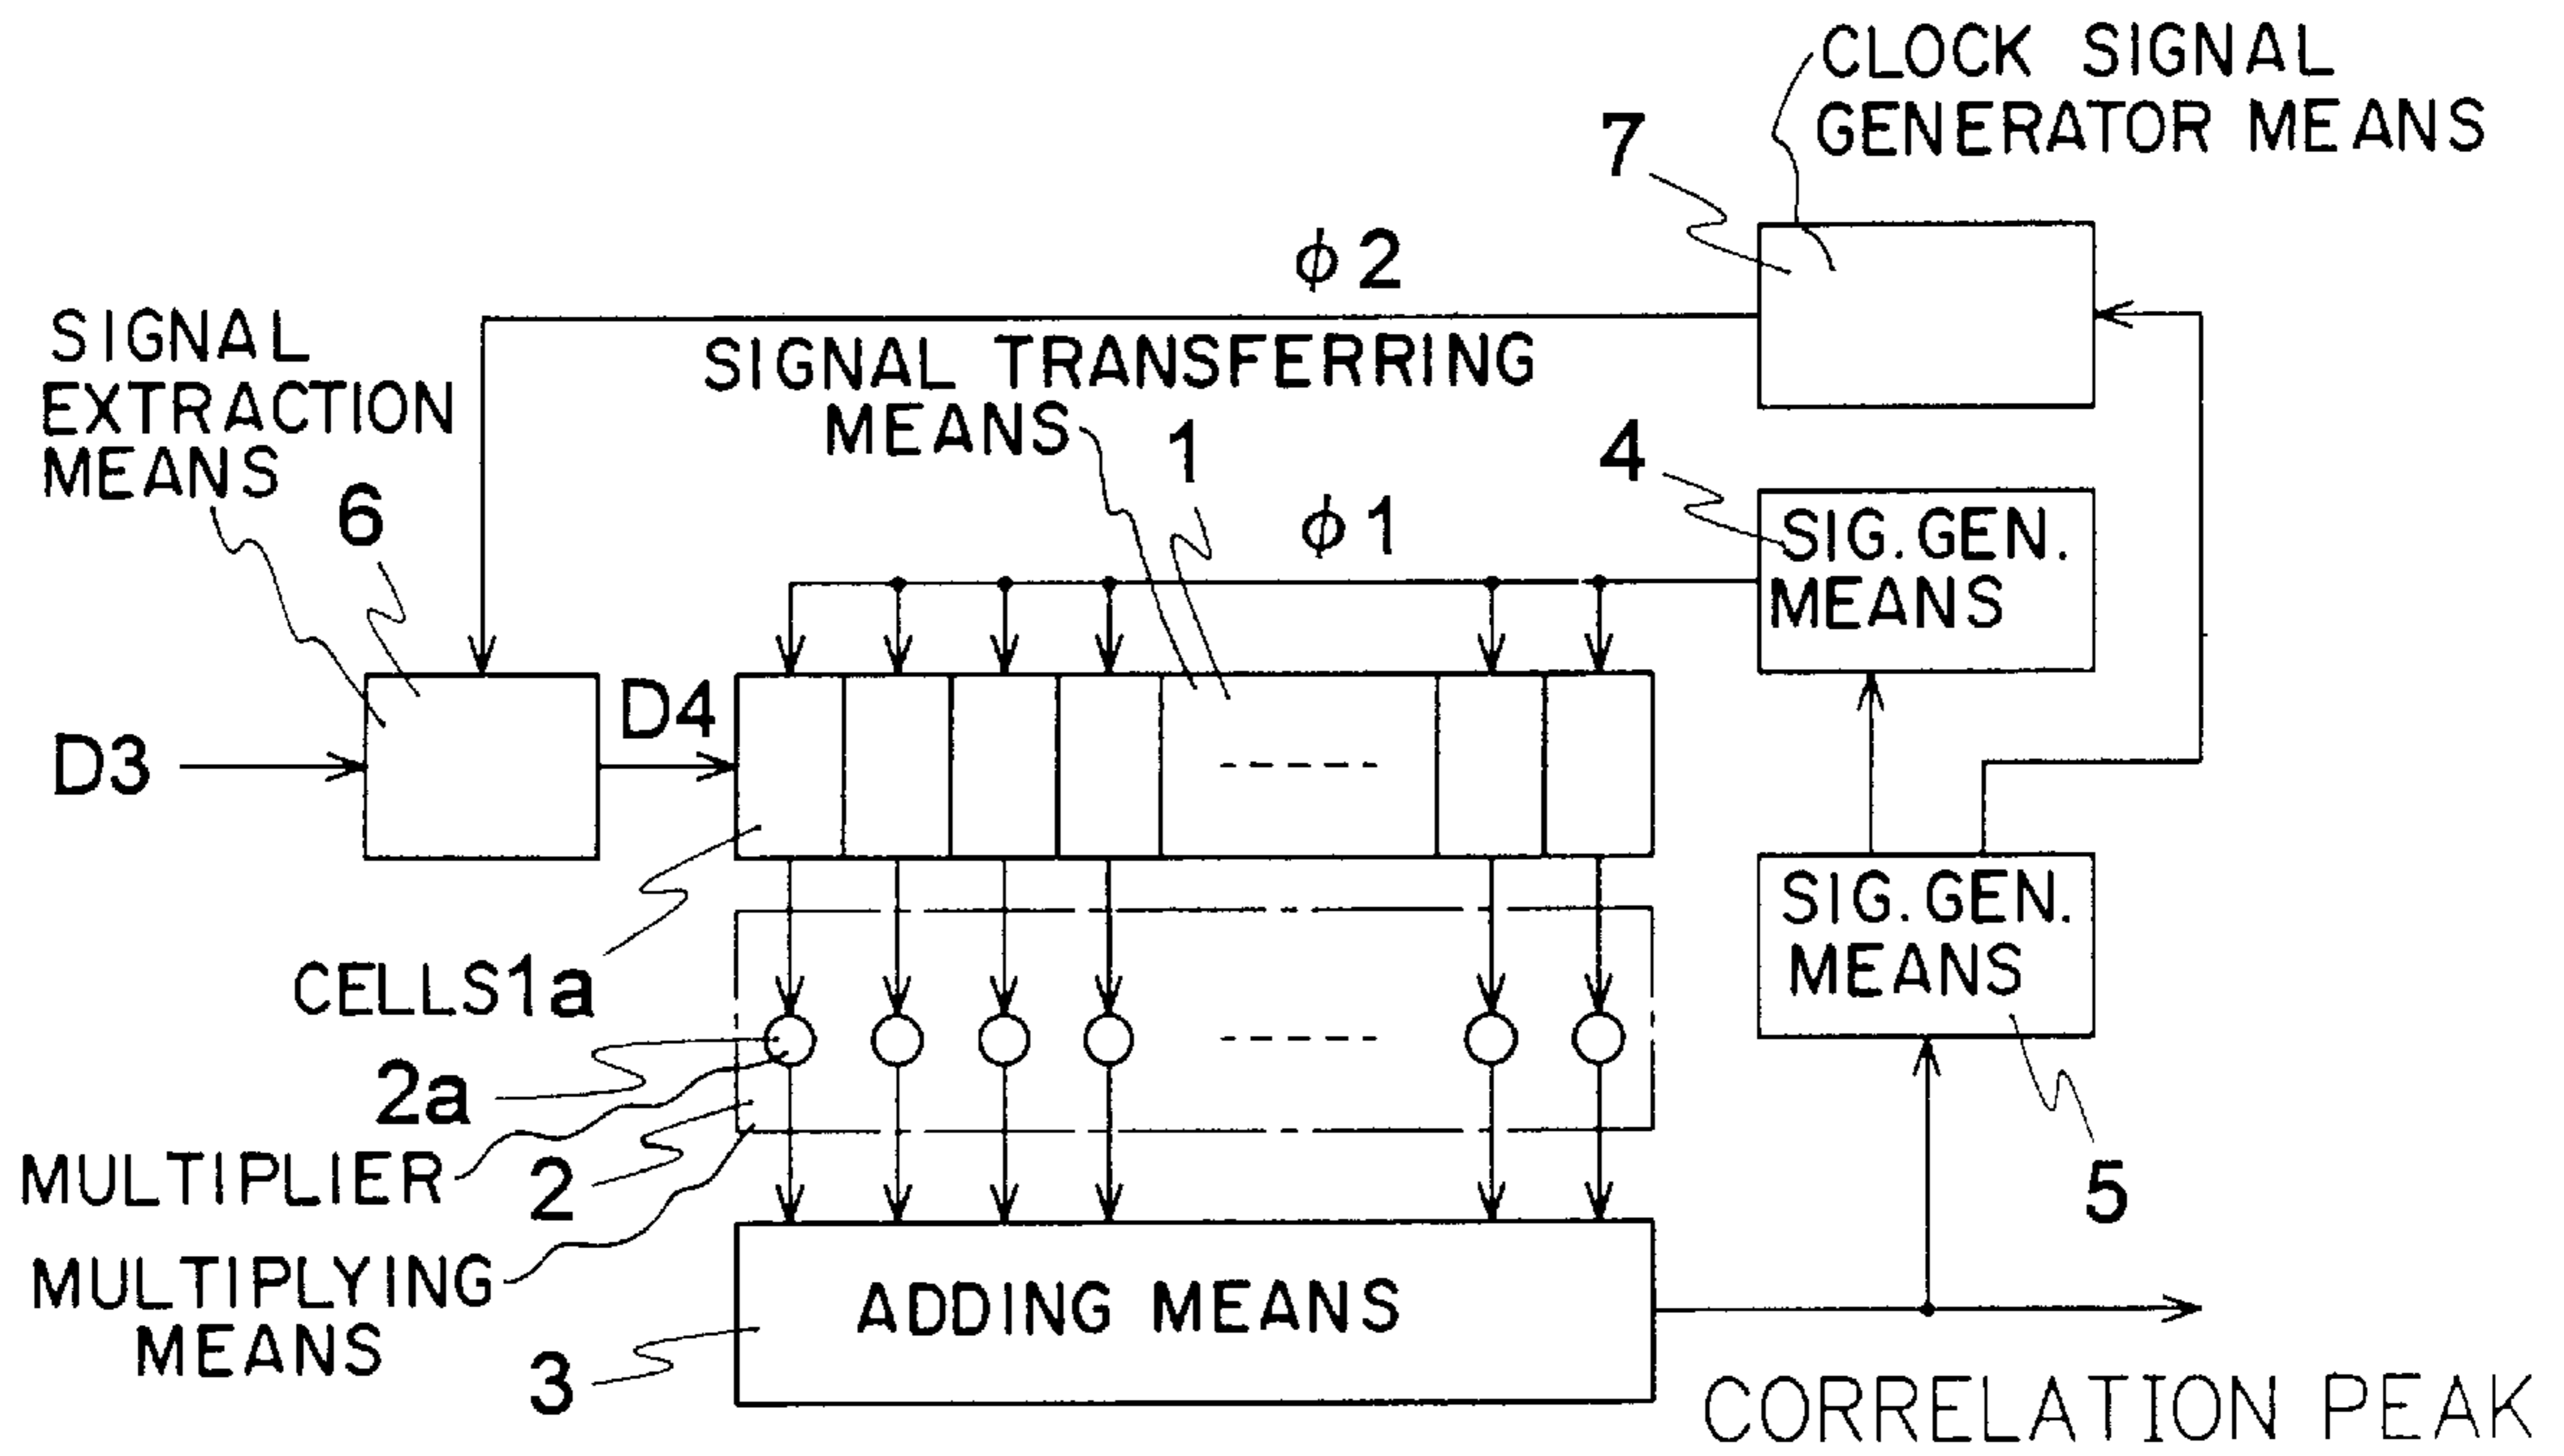 CLOCK SIGNAL
GENERATOR MEANS
7
φ2
SIGNAL
EXTRACTION
MEANS
6
SIGNAL TRANSFERRING
MEANS
1
φ1
4
SIG. GEN.
MEANS
D3
D4
SIG. GEN.
MEANS
5
CELLS1a
2a
MULTIPLIER
2
MULTIPLYING
MEANS
3
ADDING MEANS
CORRELATION PEAK